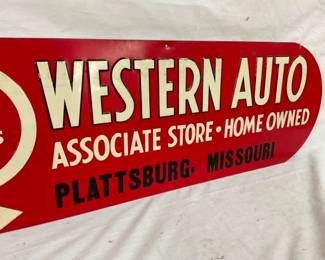 WESTERN AUTO
ASSOCIATE STORE • HOME OWNED
PLATTSBURG, MISSOURI